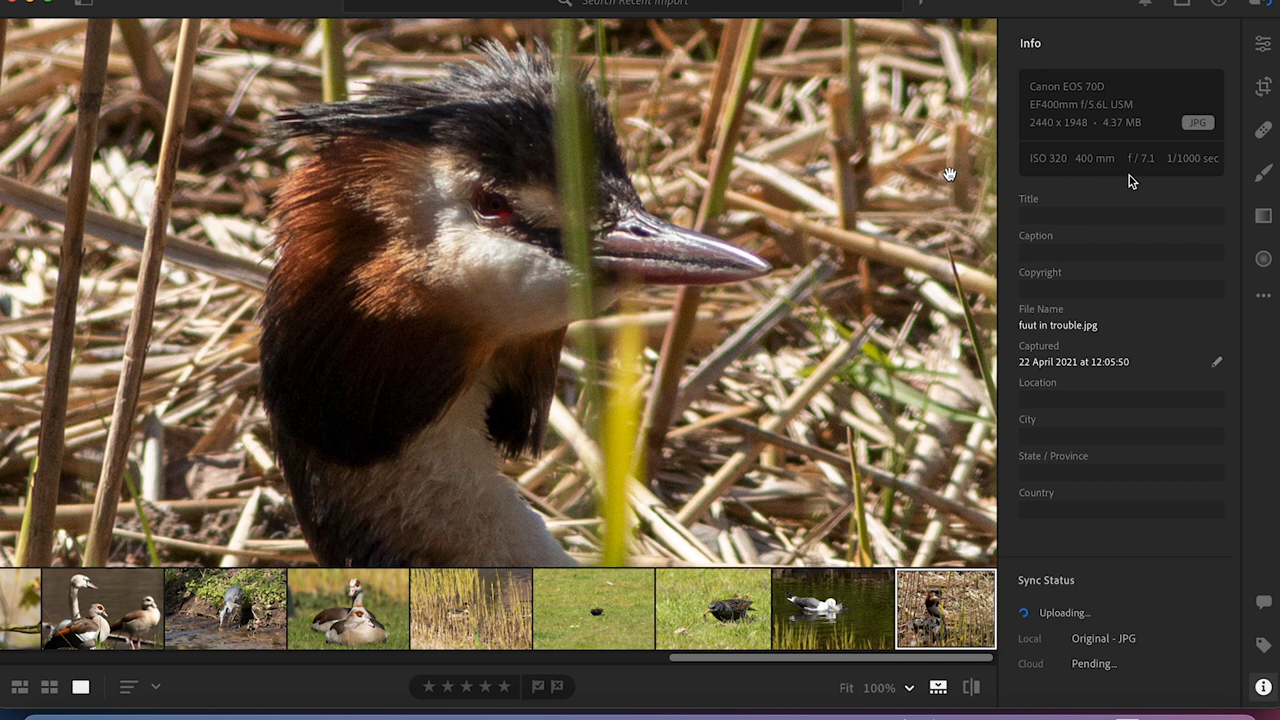 Search Recent Import
Info
Canon EOS 70D
EF400mm f/5.6L USM
2440 x 1948 • 4.37 MB JPG
ISO 320 400 mm f / 7.1 1/1000 sec
Title
Caption
Copyright
File Name
fuut in trouble.jpg
Captured
22 April 2021 at 12:05:50
Location
City
State / Province
Country
Sync Status
Uploading...
Local Original - JPG
Cloud Pending...
Fit 100%